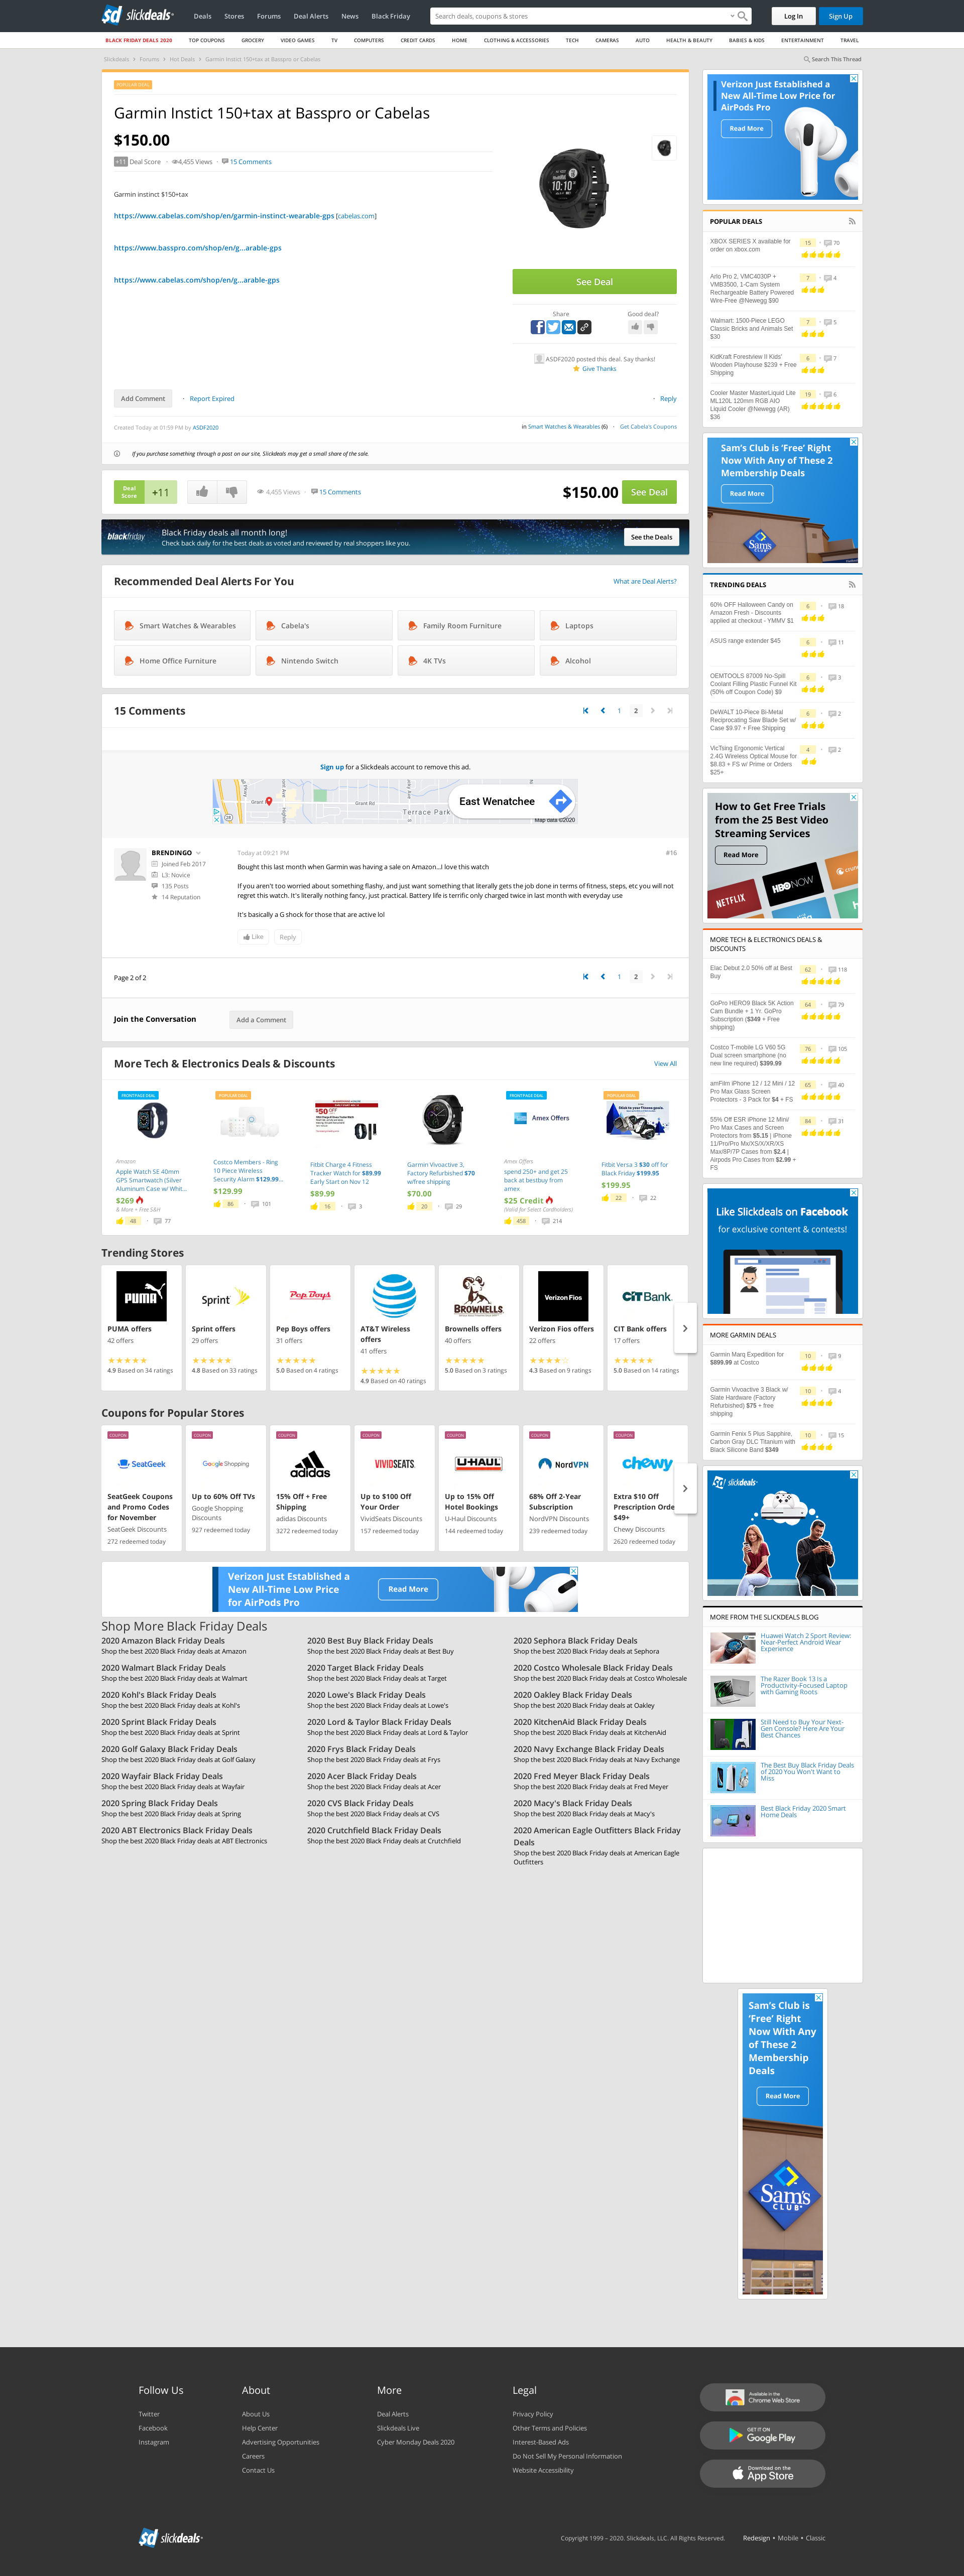 slickdeals
Deals
Stores
Forums
Deal Alerts
News
Black Friday
Search deals, coupons & stores
Log In
Sign Up
BLACK FRIDAY DEALS 2020
TOP COUPONS
GROCERY
VIDEO GAMES
TV
COMPUTERS
CREDIT CARDS
HOME
CLOTHING & ACCESSORIES
TECH
CAMERAS
AUTO
HEALTH & BEAUTY
BABIES & KIDS
ENTERTAINMENT
TRAVEL
Slickdeals
Forums
Hot Deals
Garmin Instict 150+tax at Basspro or Cabelas
Search This Thread
POPULAR DEAL
Garmin Instict 150+tax at Basspro or Cabelas
$150.00
+11 Deal Score
4,455 Views
15 Comments
Garmin instinct $150+tax
https://www.cabelas.com/shop/en/garmin-instinct-wearable-gps [cabelas.com]
https://www.basspro.com/shop/en/g...arable-gps
https://www.cabelas.com/shop/en/g...arable-gps
See Deal
Share
Good deal?
ASDF2020 posted this deal. Say thanks!
Give Thanks
Add Comment
Report Expired
Reply
Created Today at 01:59 PM by ASDF2020
in Smart Watches & Wearables (6)
Get Cabela's Coupons
If you purchase something through a post on our site, Slickdeals may get a small share of the sale.
Deal Score
+11
4,455 Views
15 Comments
$150.00
See Deal
blackfriday
Black Friday deals all month long!
Check back daily for the best deals as voted and reviewed by real shoppers like you.
See the Deals
Recommended Deal Alerts For You
What are Deal Alerts?
Smart Watches & Wearables
Cabela's
Family Room Furniture
Laptops
Home Office Furniture
Nintendo Switch
4K TVs
Alcohol
15 Comments
1
2
Sign up for a Slickdeals account to remove this ad.
Grant
Grant Rd
Terrace Park
28
East Wenatchee
Map data ©2020
BRENDINGO
Joined Feb 2017
L3: Novice
135 Posts
14 Reputation
Today at 09:21 PM
#16
Bought this last month when Garmin was having a sale on Amazon...I love this watch
If you aren't too worried about something flashy, and just want something that literally gets the job done in terms of fitness, steps, etc you will not
regret this watch. It's literally nothing fancy, just practical. Battery life is terrific only charged twice in last month with everyday use
It's basically a G shock for those that are active lol
Like
Reply
Page 2 of 2
1
2
Join the Conversation
Add a Comment
More Tech & Electronics Deals & Discounts
View All
FRONTPAGE DEAL
Amazon
Apple Watch SE 40mm
GPS Smartwatch (Silver
Aluminum Case w/ Whit...
$269
& More + Free S&H
48
77
POPULAR DEAL
Costco Members - Ring
10 Piece Wireless
Security Alarm $129.99...
$129.99
86
101
$50 OFF
Fitbit Charge 4 Fitness
Tracker Watch for $89.99
Early Start on Nov 12
$89.99
16
3
Garmin Vivoactive 3,
Factory Refurbished $70
w/free shipping
$70.00
20
29
FRONTPAGE DEAL
Amex Offers
Amex Offers
spend 250+ and get 25
back at bestbuy from
amex
$25 Credit
(Valid for Select Cardholders)
458
214
POPULAR DEAL
Fitbit Versa 3 $30 off for
Black Friday $199.95
$199.95
22
22
Trending Stores
PUMA
PUMA offers
42 offers
4.9 Based on 34 ratings
Sprint
Sprint offers
29 offers
4.8 Based on 33 ratings
Pep Boys
Pep Boys offers
31 offers
5.0 Based on 4 ratings
AT&T Wireless
offers
41 offers
4.9 Based on 40 ratings
BROWNELLS
Brownells offers
40 offers
5.0 Based on 3 ratings
Verizon Fios
Verizon Fios offers
22 offers
4.3 Based on 9 ratings
CIT Bank
CIT Bank offers
17 offers
5.0 Based on 14 ratings
Coupons for Popular Stores
COUPON
SeatGeek
SeatGeek Coupons
and Promo Codes
for November
SeatGeek Discounts
272 redeemed today
COUPON
Google Shopping
Up to 60% Off TVs
Google Shopping
Discounts
927 redeemed today
COUPON
adidas
15% Off + Free
Shipping
adidas Discounts
3272 redeemed today
COUPON
VIVIDSEATS
Up to $100 Off
Your Order
VividSeats Discounts
157 redeemed today
COUPON
U-HAUL
Up to 15% Off
Hotel Bookings
U-Haul Discounts
144 redeemed today
COUPON
NordVPN
68% Off 2-Year
Subscription
NordVPN Discounts
239 redeemed today
COUPON
chewy
Extra $10 Off
Prescription Orde
$49+
Chewy Discounts
2620 redeemed today
Verizon Just Established a
New All-Time Low Price
for AirPods Pro
Read More
Shop More Black Friday Deals
2020 Amazon Black Friday Deals
Shop the best 2020 Black Friday deals at Amazon
2020 Walmart Black Friday Deals
Shop the best 2020 Black Friday deals at Walmart
2020 Kohl's Black Friday Deals
Shop the best 2020 Black Friday deals at Kohl's
2020 Sprint Black Friday Deals
Shop the best 2020 Black Friday deals at Sprint
2020 Golf Galaxy Black Friday Deals
Shop the best 2020 Black Friday deals at Golf Galaxy
2020 Wayfair Black Friday Deals
Shop the best 2020 Black Friday deals at Wayfair
2020 Spring Black Friday Deals
Shop the best 2020 Black Friday deals at Spring
2020 ABT Electronics Black Friday Deals
Shop the best 2020 Black Friday deals at ABT Electronics
2020 Best Buy Black Friday Deals
Shop the best 2020 Black Friday deals at Best Buy
2020 Target Black Friday Deals
Shop the best 2020 Black Friday deals at Target
2020 Lowe's Black Friday Deals
Shop the best 2020 Black Friday deals at Lowe's
2020 Lord & Taylor Black Friday Deals
Shop the best 2020 Black Friday deals at Lord & Taylor
2020 Frys Black Friday Deals
Shop the best 2020 Black Friday deals at Frys
2020 Acer Black Friday Deals
Shop the best 2020 Black Friday deals at Acer
2020 CVS Black Friday Deals
Shop the best 2020 Black Friday deals at CVS
2020 Crutchfield Black Friday Deals
Shop the best 2020 Black Friday deals at Crutchfield
2020 Sephora Black Friday Deals
Shop the best 2020 Black Friday deals at Sephora
2020 Costco Wholesale Black Friday Deals
Shop the best 2020 Black Friday deals at Costco Wholesale
2020 Oakley Black Friday Deals
Shop the best 2020 Black Friday deals at Oakley
2020 KitchenAid Black Friday Deals
Shop the best 2020 Black Friday deals at KitchenAid
2020 Navy Exchange Black Friday Deals
Shop the best 2020 Black Friday deals at Navy Exchange
2020 Fred Meyer Black Friday Deals
Shop the best 2020 Black Friday deals at Fred Meyer
2020 Macy's Black Friday Deals
Shop the best 2020 Black Friday deals at Macy's
2020 American Eagle Outfitters Black Friday
Deals
Shop the best 2020 Black Friday deals at American Eagle
Outfitters
Verizon Just Established a
New All-Time Low Price for
AirPods Pro
Read More
POPULAR DEALS
XBOX SERIES X available for
order on xbox.com
15
70
Arlo Pro 2, VMC4030P +
VMB3500, 1-Cam System
Rechargeable Battery Powered
Wire-Free @Newegg $90
7
4
Walmart: 1500-Piece LEGO
Classic Bricks and Animals Set
$30
7
5
KidKraft Forestview II Kids'
Wooden Playhouse $239 + Free
Shipping
6
7
Cooler Master MasterLiquid Lite
ML120L 120mm RGB AIO
Liquid Cooler @Newegg (AR)
$36
19
6
Sam's Club is 'Free' Right
Now With Any of These 2
Membership Deals
Read More
Sam's
TRENDING DEALS
60% OFF Halloween Candy on
Amazon Fresh - Discounts
applied at checkout - YMMV $1
6
18
ASUS range extender $45
6
11
OEMTOOLS 87009 No-Spill
Coolant Filling Plastic Funnel Kit
(50% off Coupon Code) $9
6
3
DeWALT 10-Piece Bi-Metal
Reciprocating Saw Blade Set w/
Case $9.97 + Free Shipping
6
2
VicTsing Ergonomic Vertical
2.4G Wireless Optical Mouse for
$8.83 + FS w/ Prime or Orders
$25+
4
2
How to Get Free Trials
from the 25 Best Video
Streaming Services
Read More
NETFLIX
HBO NOW
MORE TECH & ELECTRONICS DEALS &
DISCOUNTS
Elac Debut 2.0 50% off at Best
Buy
62
118
GoPro HERO9 Black 5K Action
Cam Bundle + 1 Yr. GoPro
Subscription ($349 + Free
shipping)
64
79
Costco T-mobile LG V60 5G
Dual screen smartphone (no
new line required) $399.99
76
105
amFilm iPhone 12 / 12 Mini / 12
Pro Max Glass Screen
Protectors - 3 Pack for $4 + FS
65
40
55% Off ESR iPhone 12 Mini/
Pro Max Cases and Screen
Protectors from $5.15 | iPhone
11/Pro/Pro Mx/XS/X/XR/XS
Max/8P/7P Cases from $2.4 |
Airpods Pro Cases from $2.99 +
FS
84
31
Like Slickdeals on Facebook
for exclusive content & contests!
MORE GARMIN DEALS
Garmin Marq Expedition for
$899.99 at Costco
10
9
Garmin Vivoactive 3 Black w/
Slate Hardware (Factory
Refurbished) $75 + free
shipping
10
4
Garmin Fenix 5 Plus Sapphire,
Carbon Gray DLC Titanium with
Black Silicone Band $349
10
15
slickdeals
MORE FROM THE SLICKDEALS BLOG
Huawei Watch 2 Sport Review:
Near-Perfect Android Wear
Experience
The Razer Book 13 Is a
Productivity-Focused Laptop
with Gaming Roots
Still Need to Buy Your Next-
Gen Console? Here Are Your
Best Chances
The Best Buy Black Friday Deals
of 2020 You Won't Want to
Miss
Best Black Friday 2020 Smart
Home Deals
Sam's Club is
'Free' Right
Now With Any
of These 2
Membership
Deals
Read More
Sam's
CLUB
Follow Us
Twitter
Facebook
Instagram
About
About Us
Help Center
Advertising Opportunities
Careers
Contact Us
More
Deal Alerts
Slickdeals Live
Cyber Monday Deals 2020
Legal
Privacy Policy
Other Terms and Policies
Interest-Based Ads
Do Not Sell My Personal Information
Website Accessibility
Available in the
Chrome Web Store
GET IT ON
Google Play
Download on the
App Store
slickdeals
Copyright 1999 – 2020. Slickdeals, LLC. All Rights Reserved.
Redesign • Mobile • Classic